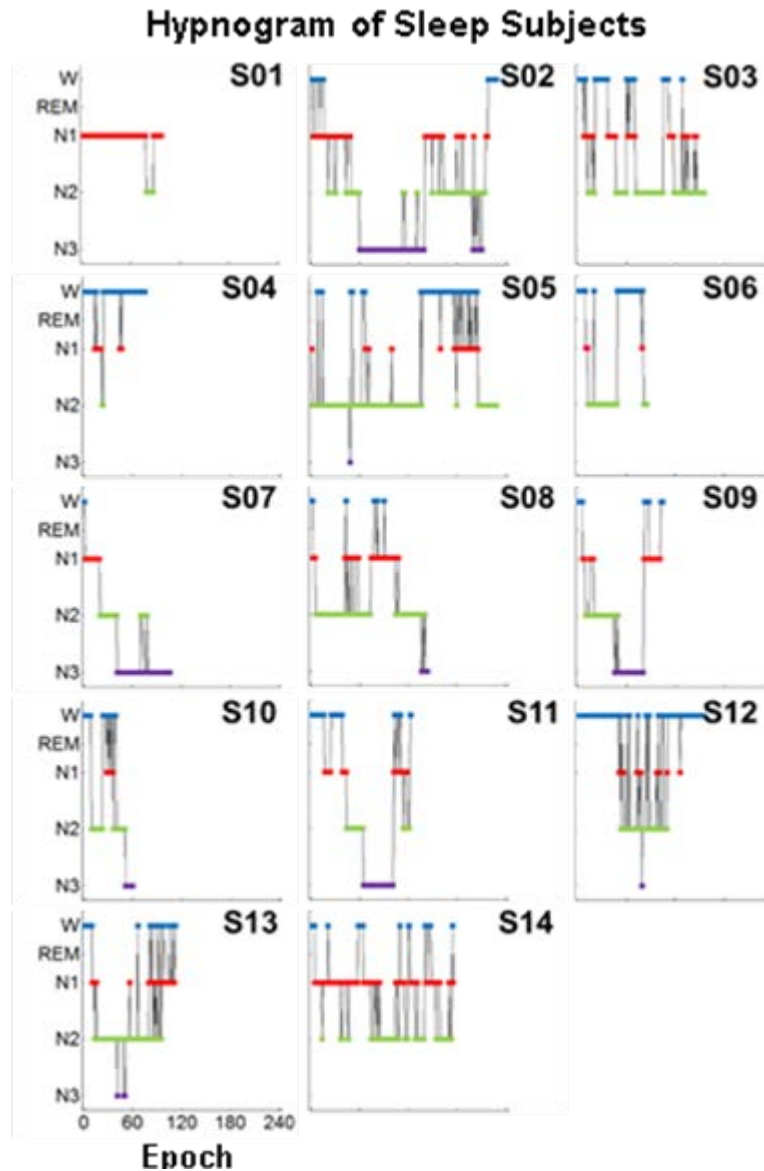 Hypnogram of Sleep Subjects
W S01 S02 S03
REM
N1
N2
N3
W S04 S05 S06
REM
N1
N2
N3
W S07 S08 S09
REM
N1
N2
N3
W S10 S11 S12
REM
N1
N2
N3
W S13 S14
REM
N1
N2
N3
0 60 120 180 240
Epoch